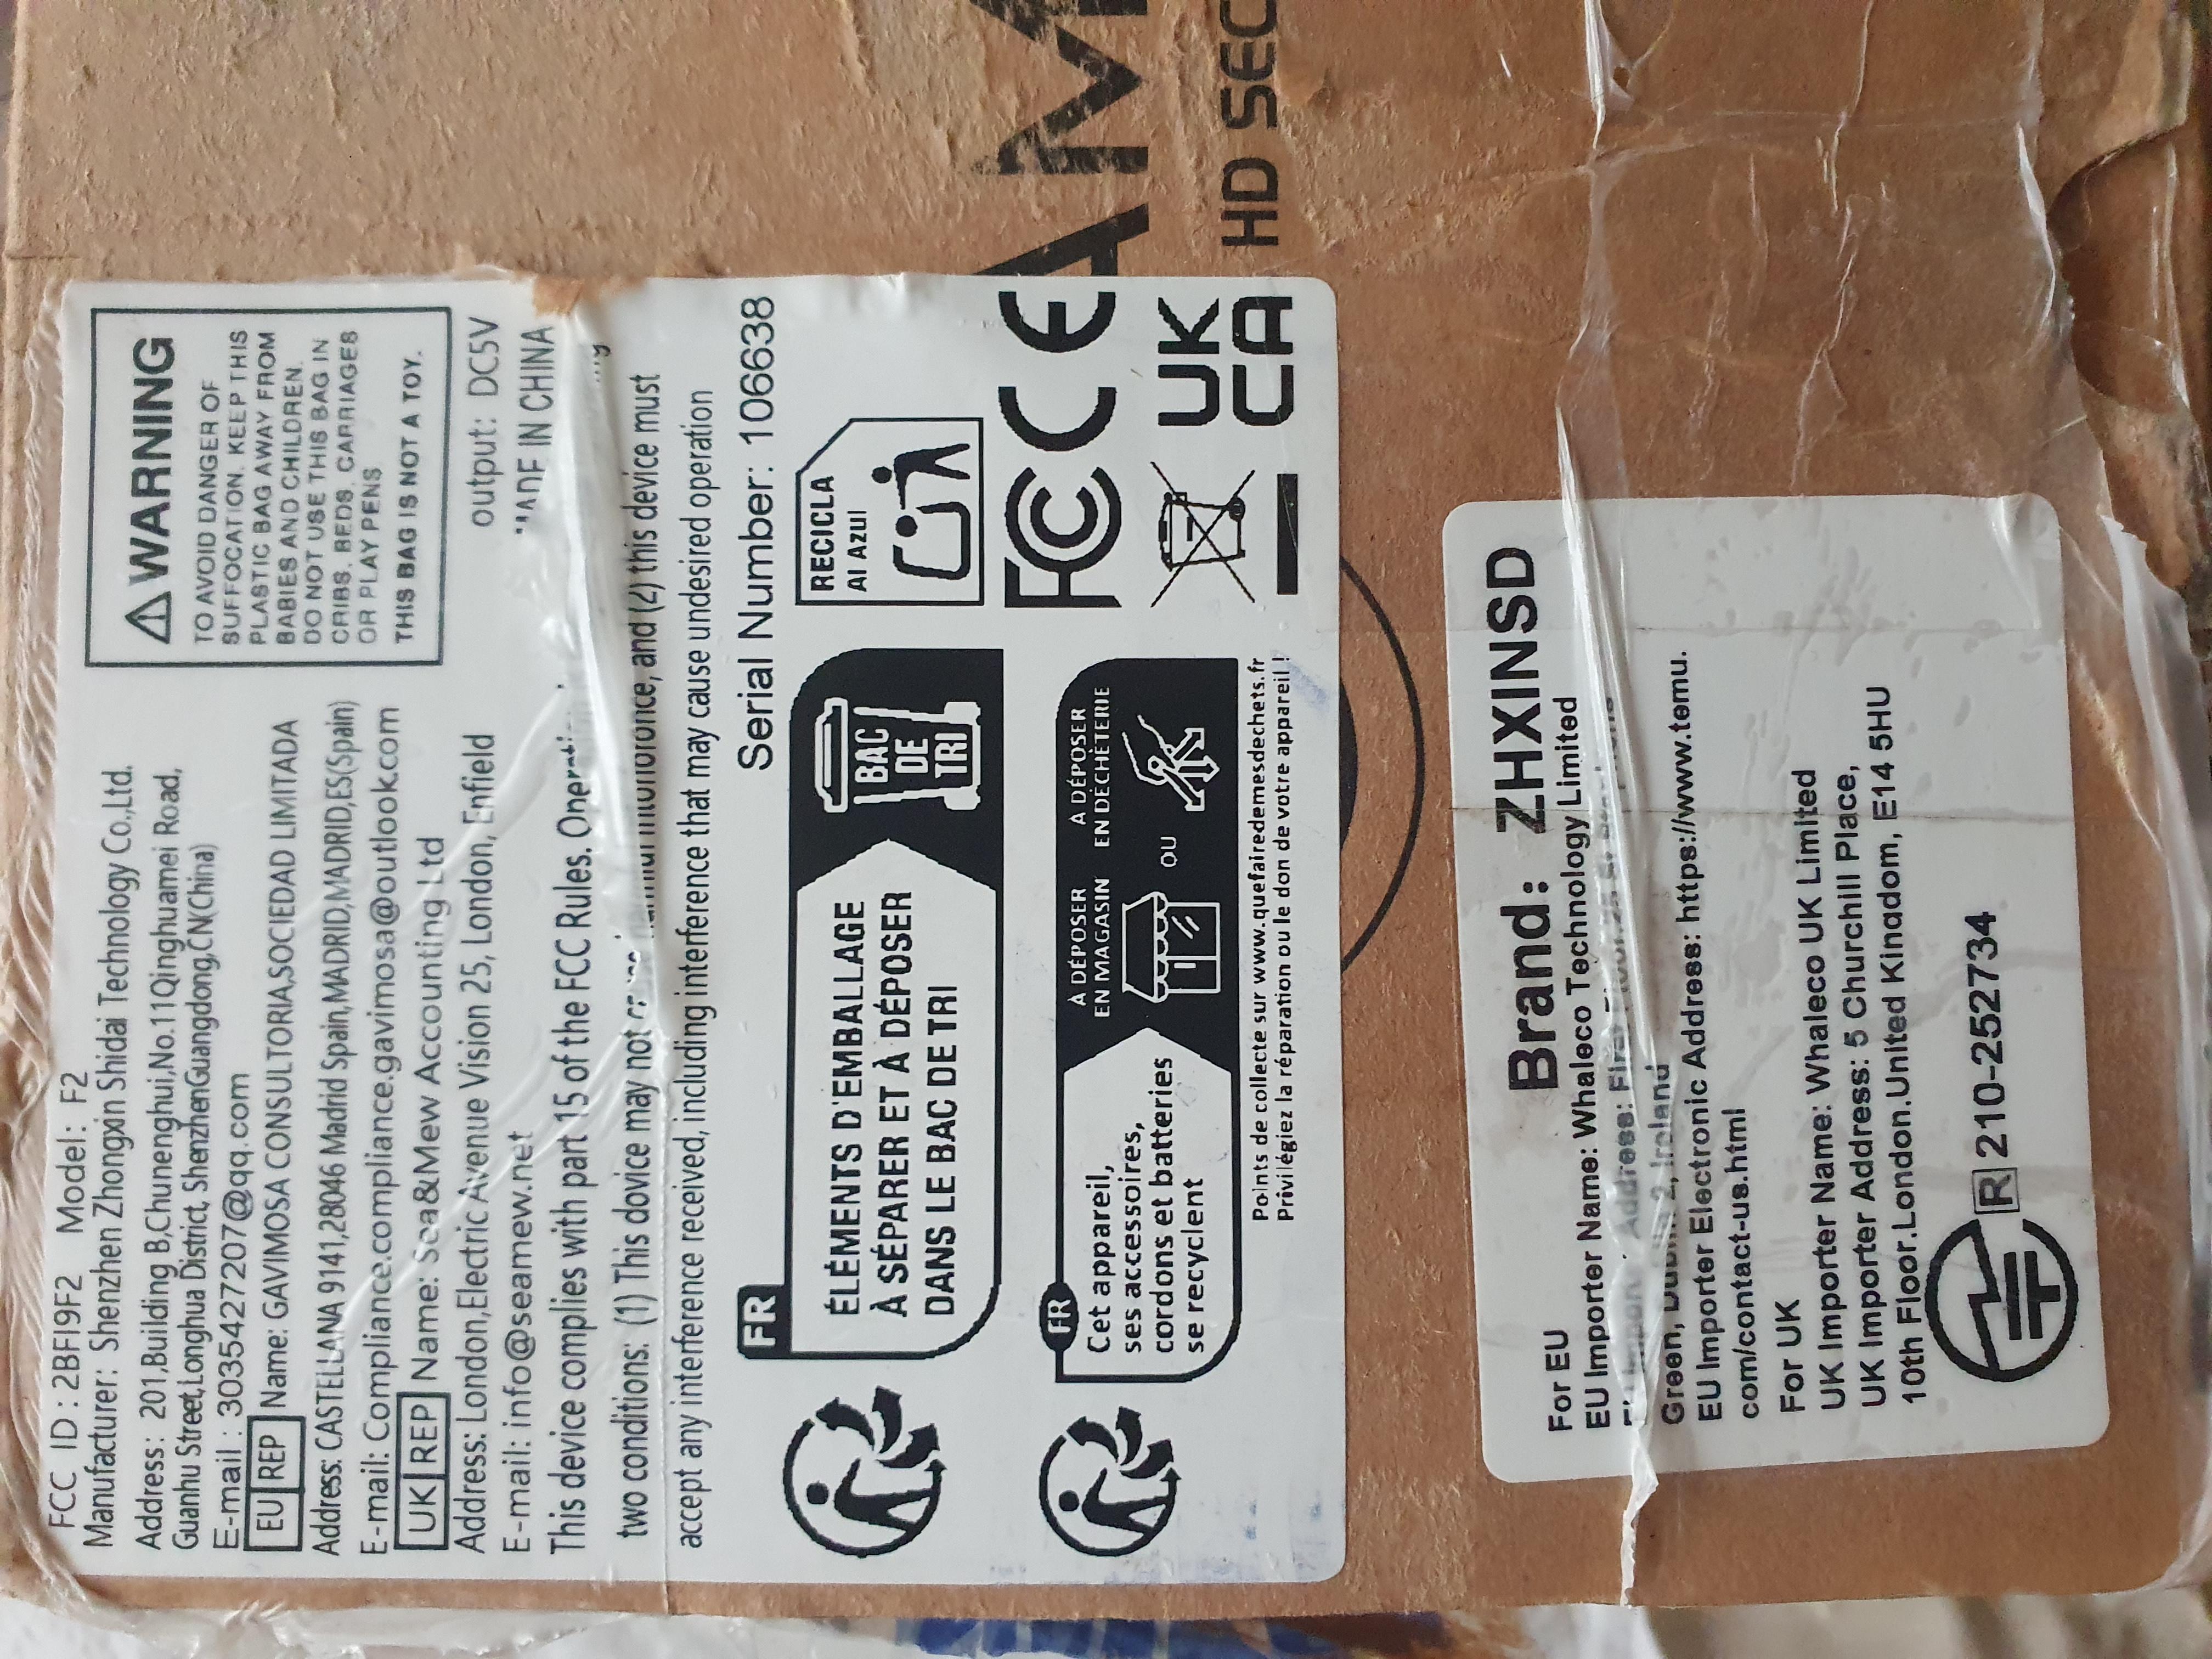 FCC ID : 2BFI9F2 Model: F2
Manufacturer: Shenzhen Zhongxin Shidai Technology Co.,Ltd.
Address: 201,Building B,Chunenghui,No.11Qinghuamei Road,
Guanhu Street,Longhua District, ShenzhenGuangdong,CN(China)
E-mail : 3035427207@qq.com
EU REP Name: GAVIMOSA CONSULTORIA,SOCIEDAD LIMITADA
Address: CASTELLANA 9141,28046 Madrid Spain,MADRID,MADRID,ES(Spain)
E-mail: Compliance.compliance.gavimosa@outlook.com
UK REP Name: Sea&Mew Accounting Ltd
Address: London,Electric Avenue Vision 25, London, Enfield
E-mail: info@seamew.net
This device complies with part 15 of the FCC Rules.
two conditions: (1) This dovice may not and (2) this device must
accept any interference received, including interference that may cause undesired operation
WARNING
TO AVOID DANGER OF
SUFFOCATION. KEEP THIS
PLASTIC BAG AWAY FROM
BABIES AND CHILDREN.
DO NOT USE THIS BAG IN
CRIBS. BEDS. CARRIAGES
OR PLAY PENS
THIS BAG IS NOT A TOY.
output: DC5V
IN CHINA
Serial Number: 106638
FR
ÉLÉMENTS D'EMBALLAGE
À SÉPARER ET À DÉPOSER
DANS LE BAC DE TRI
BAC
DE
TRI
RECICLA
Al Azul
FC CE
UK
CA
FR
Cet appareil,
ses accessoires,
cordons et batteries
se recyclent
À DÉPOSER
EN MAGASIN
OU
À DÉPOSER
EN DÉCHÈTERIE
Points de collecte sur www.quefairedemesdechets.fr
Privilégiez la réparation ou le don de votre appareil !
HD SEC
Brand: ZHXINSD
For EU
EU Importer Name: Whaleco Technology Limited
Address:
Green, Dublin 2, Ireland
EU Importer Electronic Address: https://www.temu.
com/contact-us.html
For UK
UK Importer Name: Whaleco UK Limited
UK Importer Address: 5 Churchill Place,
10th Floor.London.United Kingdom, E14 5HU
R 210-252734